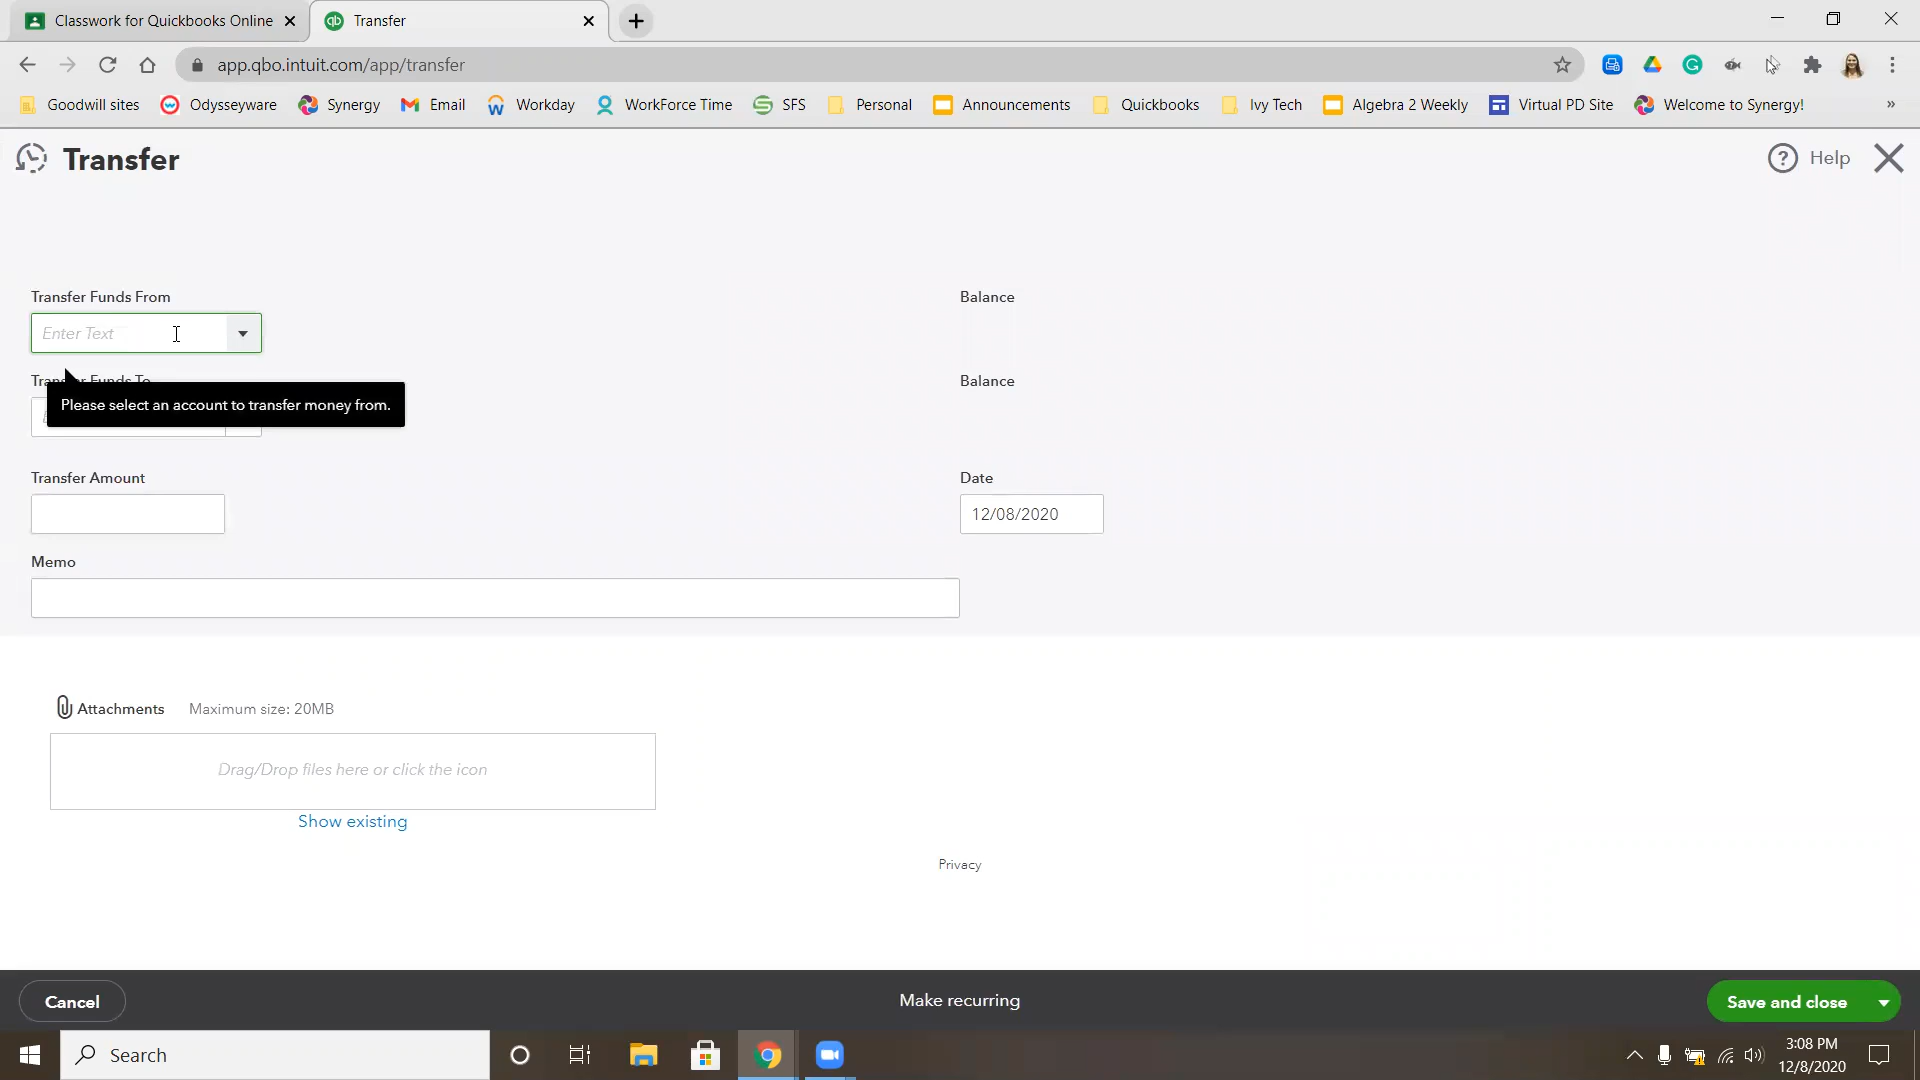 Classwork for Quickbooks Online
Transfer
app.qbo.intuit.com/app/transfer
Goodwill sites
Odysseyware
Synergy
Email
Workday
WorkForce Time
SFS
Personal
Announcements
Quickbooks
Ivy Tech
Algebra 2 Weekly
Virtual PD Site
Welcome to Synergy!
»
Transfer
Help
Transfer Funds From
Balance
Enter Text
Transfer Funds To
Balance
Please select an account to transfer money from.
Transfer Amount
Date
12/08/2020
Memo
Attachments Maximum size: 20MB
Drag/Drop files here or click the icon
Show existing
Privacy
Cancel
Make recurring
Save and close
Search
3:08 PM
12/8/2020